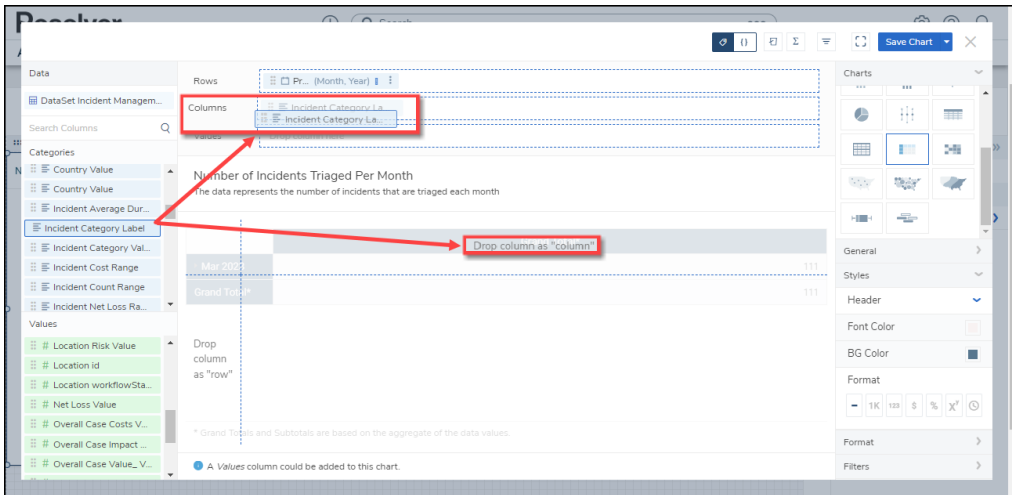 Resolver
Search
Save Chart
Data
DataSet Incident Managem...
Search Columns
Categories
Country Value
Country Value
Incident Average Dur...
Incident Category Label
Incident Category Val...
Incident Cost Range
Incident Count Range
Incident Net Loss Ra...
Values
# Location Risk Value
# Location id
# Location workflowSta...
# Net Loss Value
# Overall Case Costs V...
# Overall Case Impact ...
# Overall Case Value_ V...
Rows
Pr... (Month, Year)
Columns
Incident Category La...
Incident Category La...
Values
Number of Incidents Triaged Per Month
The data represents the number of incidents that are triaged each month
Drop column as "column"
Mar 202
111
Grand Total*
111
Drop
column
as "row"
* Grand Totals and Subtotals are based on the aggregate of the data values.
A Values column could be added to this chart.
Charts
General
Styles
Header
Font Color
BG Color
Format
1K 123 $ % X
Format
Filters